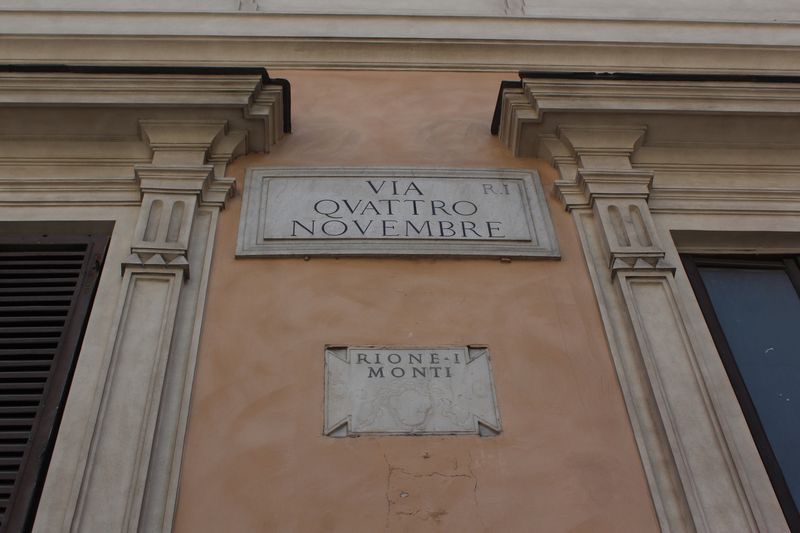 VIA R.I
QVATTRO
NOVEMBRE
RIONE-I
MONTI